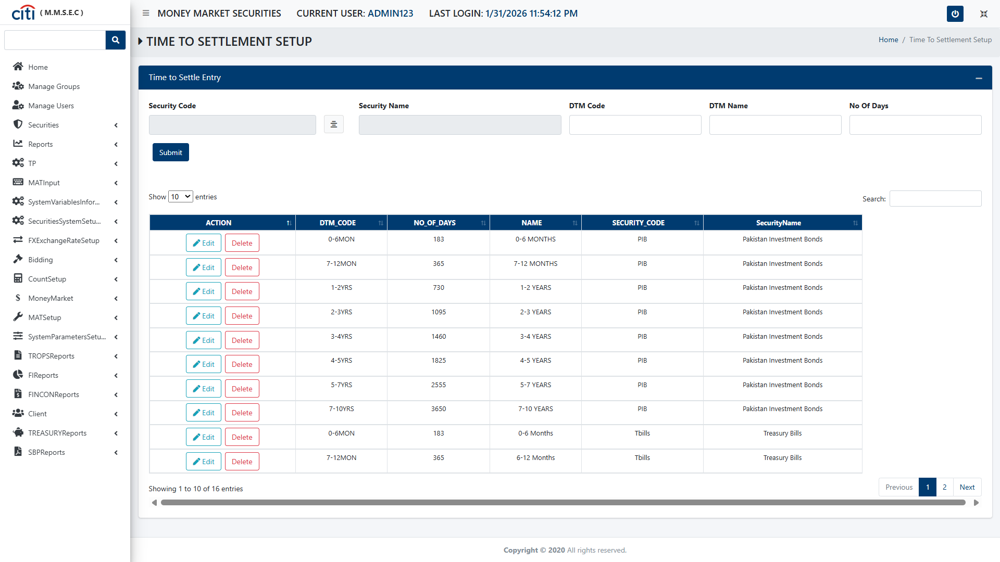 citi ( M.M.S.E.C )
MONEY MARKET SECURITIES CURRENT USER: ADMIN123 LAST LOGIN: 1/31/2026 11:54:12 PM
TIME TO SETTLEMENT SETUP
Home / Time To Settlement Setup
Home
Manage Groups
Manage Users
Securities
Reports
TP
MATInput
SystemVariablesInfor...
SecuritiesSystemSetu...
FXExchangeRateSetup
Bidding
CountSetup
MoneyMarket
MATSetup
SystemParametersSetu...
TROPSReports
FIReports
FINCONReports
Client
TREASURYReports
SBPReports
Time to Settle Entry
Security Code Security Name DTM Code DTM Name No Of Days
Submit
Show 10 entries
Search:
ACTION DTM_CODE NO_OF_DAYS NAME SECURITY_CODE SecurityName
Edit Delete 0-6MON 183 0-6 MONTHS PIB Pakistan Investment Bonds
Edit Delete 7-12MON 365 7-12 MONTHS PIB Pakistan Investment Bonds
Edit Delete 1-2YRS 730 1-2 YEARS PIB Pakistan Investment Bonds
Edit Delete 2-3YRS 1095 2-3 YEARS PIB Pakistan Investment Bonds
Edit Delete 3-4YRS 1460 3-4 YEARS PIB Pakistan Investment Bonds
Edit Delete 4-5YRS 1825 4-5 YEARS PIB Pakistan Investment Bonds
Edit Delete 5-7YRS 2555 5-7 YEARS PIB Pakistan Investment Bonds
Edit Delete 7-10YRS 3650 7-10 YEARS PIB Pakistan Investment Bonds
Edit Delete 0-6MON 183 0-6 Months Tbills Treasury Bills
Edit Delete 7-12MON 365 6-12 Months Tbills Treasury Bills
Showing 1 to 10 of 16 entries
Previous 1 2 Next
Copyright © 2020 All rights reserved.